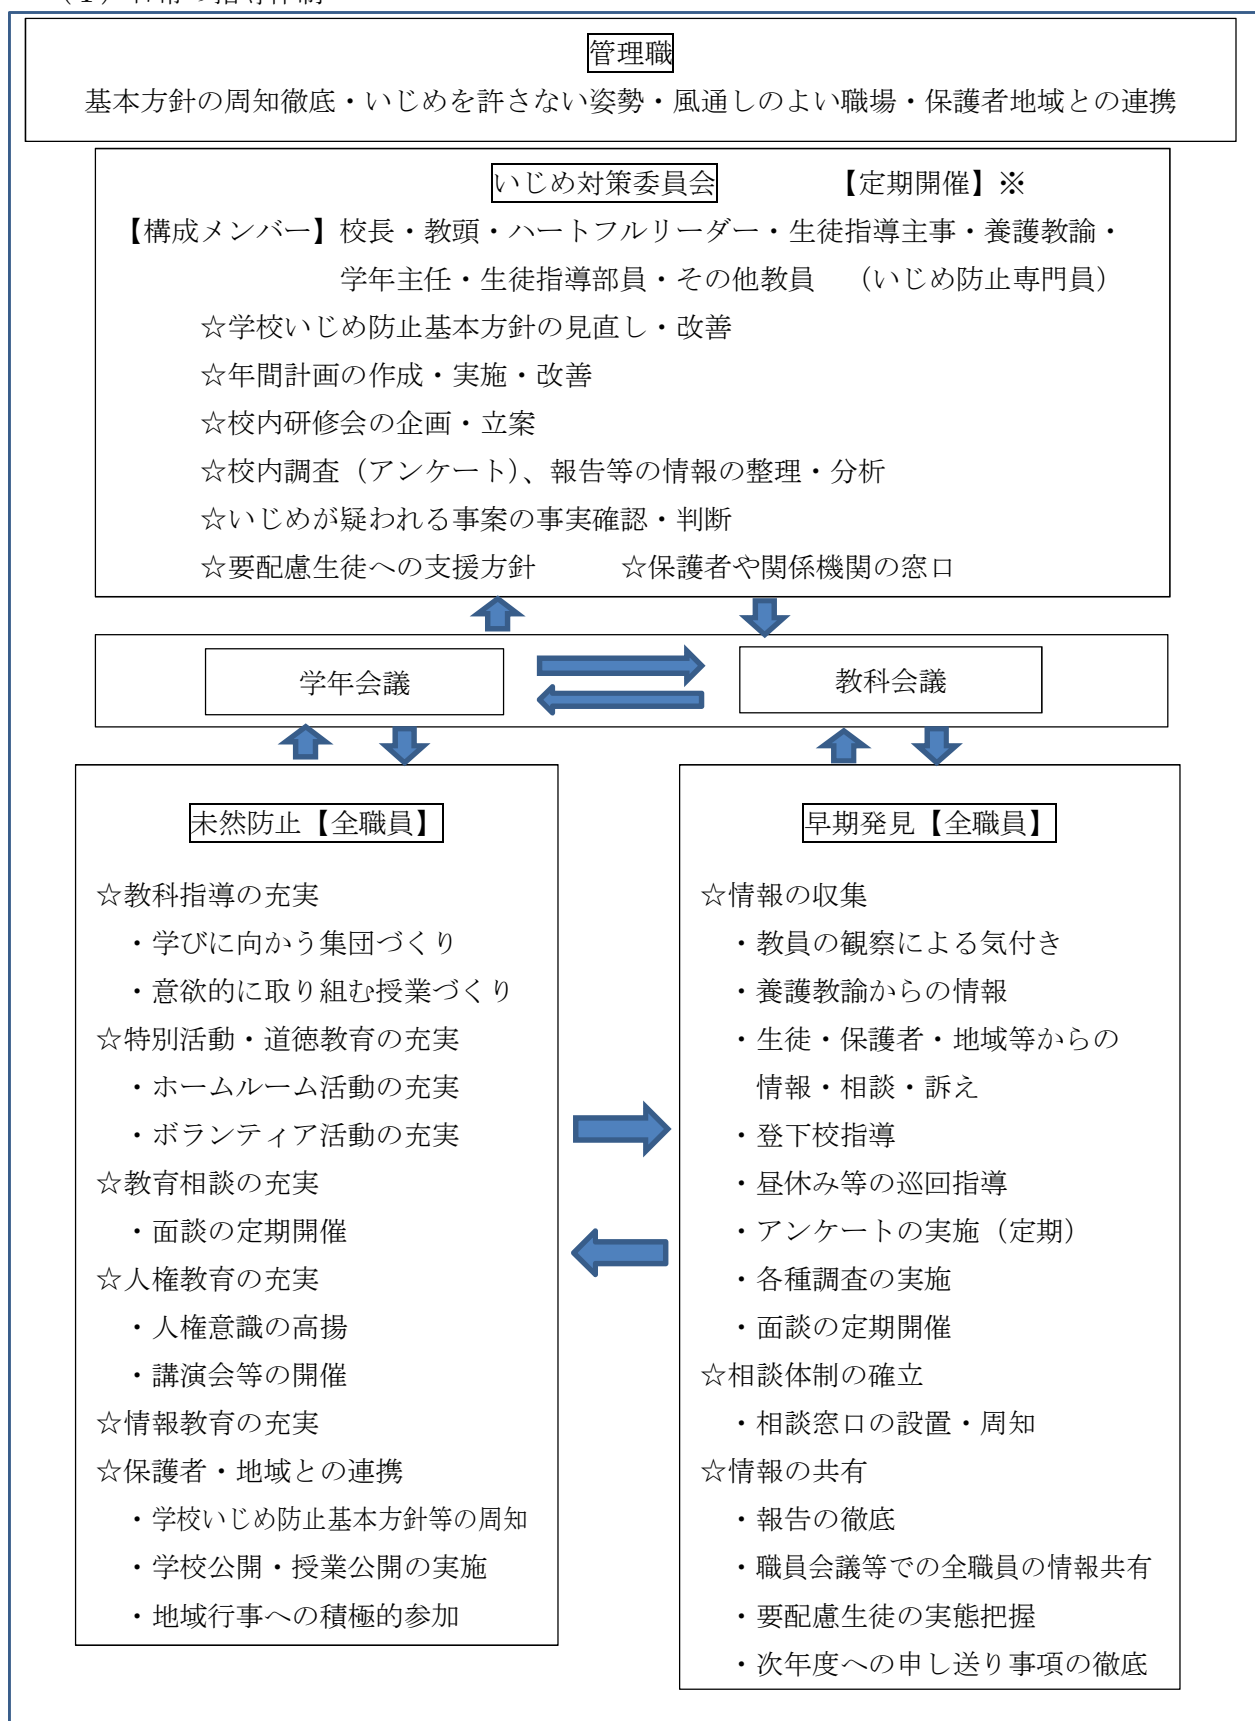 管理職
基本方針の周知徹底・いじめを許さない姿勢・風通しのよい職場・保護者地域との連携
いじめ対策委員会　【定期開催】※
【構成メンバー】校長・教頭・ハートフルリーダー・生徒指導主事・養護教諭・
学年主任・生徒指導部員・その他教員　（いじめ防止専門員）
☆学校いじめ防止基本方針の見直し・改善
☆年間計画の作成・実施・改善
☆校内研修会の企画・立案
☆校内調査（アンケート）、報告等の情報の整理・分析
☆いじめが疑われる事案の事実確認・判断
☆要配慮生徒への支援方針　☆保護者や関係機関の窓口
学年会議
教科会議
未然防止【全職員】
☆教科指導の充実
・学びに向かう集団づくり
・意欲的に取り組む授業づくり
☆特別活動・道徳教育の充実
・ホームルーム活動の充実
・ボランティア活動の充実
☆教育相談の充実
・面談の定期開催
☆人権教育の充実
・人権意識の高揚
・講演会等の開催
☆情報教育の充実
☆保護者・地域との連携
・学校いじめ防止基本方針等の周知
・学校公開・授業公開の実施
・地域行事への積極的参加
早期発見【全職員】
☆情報の収集
・教員の観察による気付き
・養護教諭からの情報
・生徒・保護者・地域等からの
情報・相談・訴え
・登下校指導
・昼休み等の巡回指導
・アンケートの実施（定期）
・各種調査の実施
・面談の定期開催
☆相談体制の確立
・相談窓口の設置・周知
☆情報の共有
・報告の徹底
・職員会議等での全職員の情報共有
・要配慮生徒の実態把握
・次年度への申し送り事項の徹底